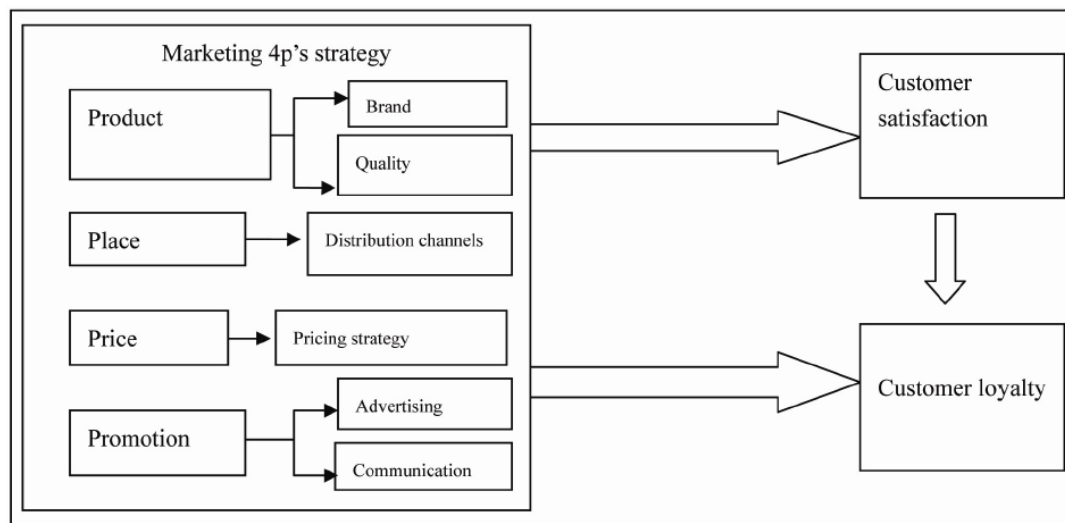 Marketing 4p's strategy
Product
Brand
Quality
Place
Distribution channels
Price
Pricing strategy
Promotion
Advertising
Communication
Customer
satisfaction
Customer loyalty